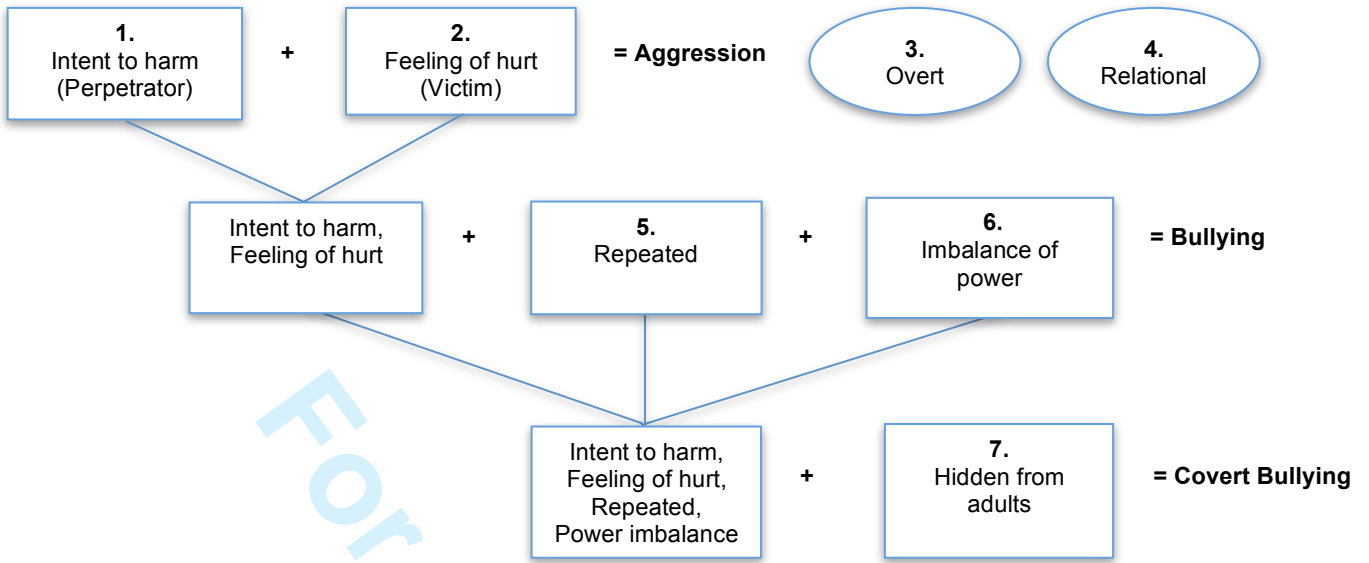 1.
Intent to harm
(Perpetrator)
+
2.
Feeling of hurt
(Victim)
= Aggression
3.
Overt
4.
Relational
Intent to harm,
Feeling of hurt
+
5.
Repeated
+
6.
Imbalance of
power
= Bullying
For
Intent to harm,
Feeling of hurt,
Repeated,
Power imbalance
+
7.
Hidden from
adults
= Covert Bullying